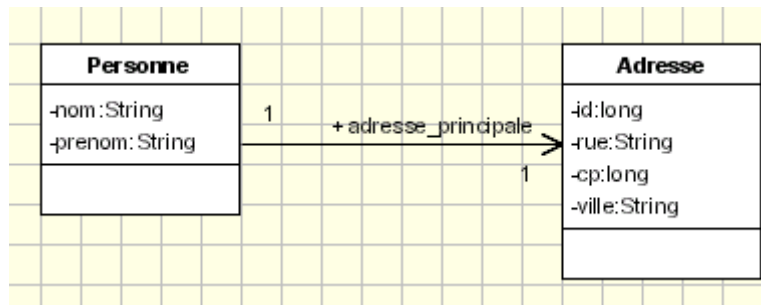 Personne
-nom:String
-prenom:String
1
+adresse_principale
1
Adresse
-id:long
-rue:String
-cp:long
-ville:String